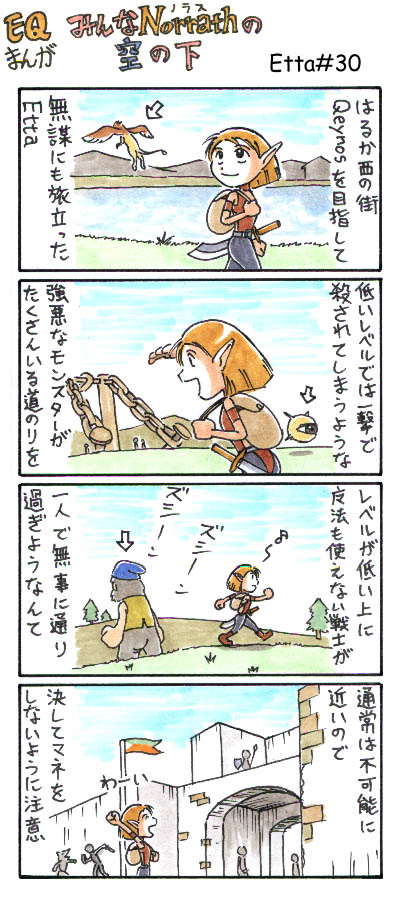 EQ みんなNorrathの
ノラス
まんが 空の下
Etta#30
はるか西の街
Qeynosを目指して
無謀にも旅立った
Etta
低いレベルでは一撃で
殺されてしまうような
強悪なモンスターが
たくさんいる道のりを
レベルが低い上に
反法も使えない戦士が
ズシーン
ズシーン
一人で無事に通り
過ぎようなんて
通常は不可能に
近いので
わーい
決してマネを
しないように注意